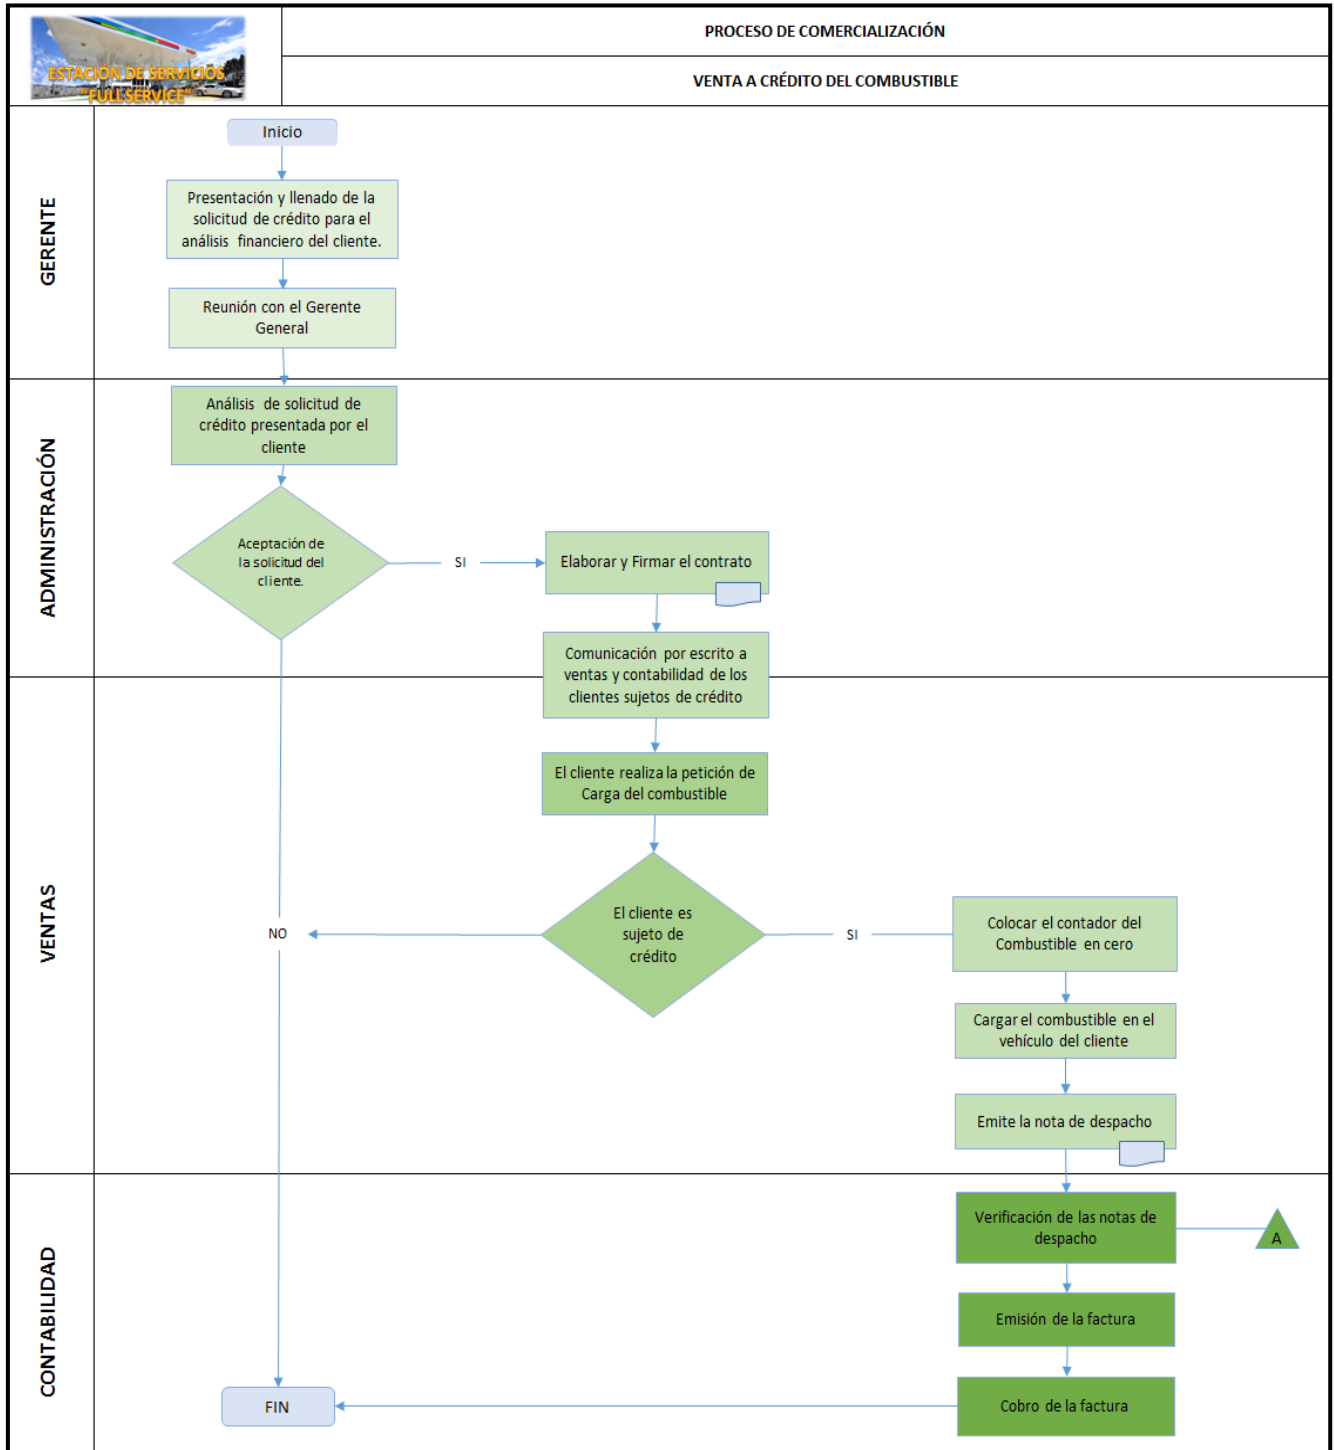 ESTACIÓN DE SERVICIOS
"FULL SERVICE"
PROCESO DE COMERCIALIZACIÓN
VENTA A CRÉDITO DEL COMBUSTIBLE
GERENTE
Inicio
Presentación y llenado de la
solicitud de crédito para el
análisis financiero del cliente.
Reunión con el Gerente
General
ADMINISTRACIÓN
Análisis de solicitud de
crédito presentada por el
cliente
Aceptación de
la solicitud del
cliente.
SI
Elaborar y Firmar el contrato
Comunicación por escrito a
ventas y contabilidad de los
clientes sujetos de crédito
VENTAS
El cliente realiza la petición de
Carga del combustible
El cliente es
sujeto de
crédito
NO
SI
Colocar el contador del
Combustible en cero
Cargar el combustible en el
vehículo del cliente
Emite la nota de despacho
CONTABILIDAD
Verificación de las notas de
despacho
A
Emisión de la factura
Cobro de la factura
FIN